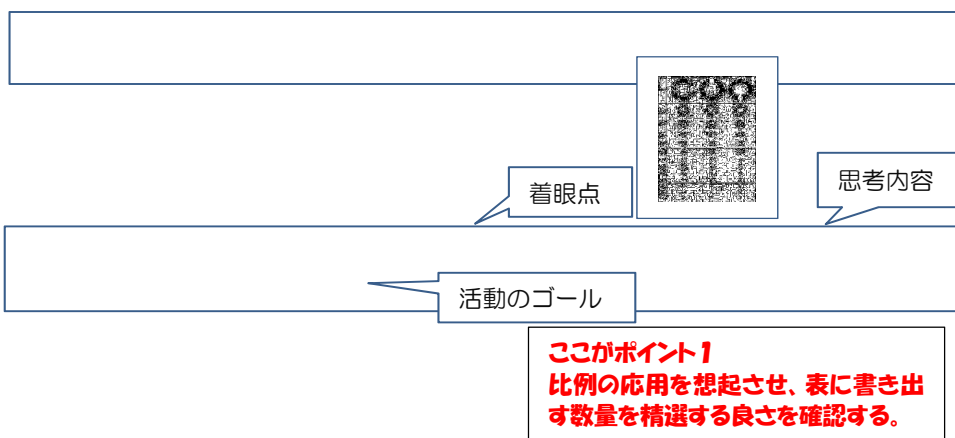 着眼点
思考内容
活動のゴール
ここがポイント1
比例の応用を想起させ、表に書き出
す数量を精選する良さを確認する。